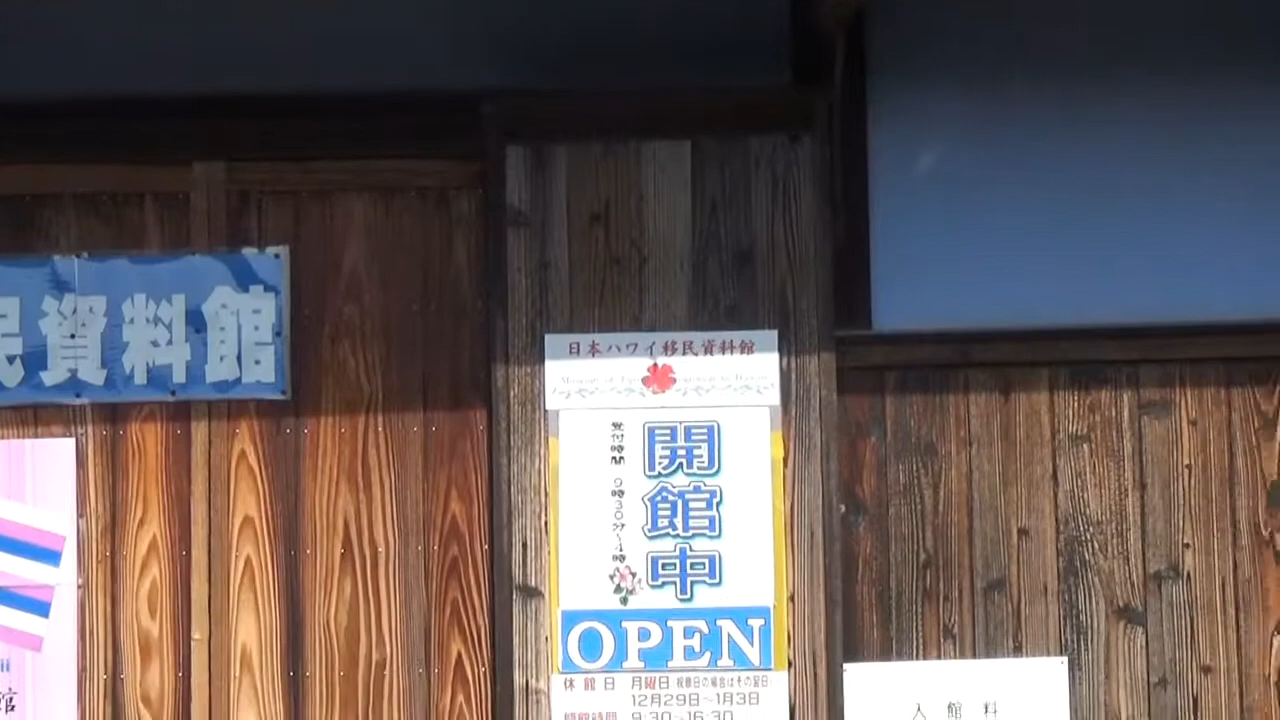 民資料館
館
日本ハワイ移民資料館
開館中
受付時間 9時30分~4時
OPEN
休館日 月曜日(祝祭日の場合はその翌日)
12月29日~1月3日
開館時間 9:30~16:30
入館料